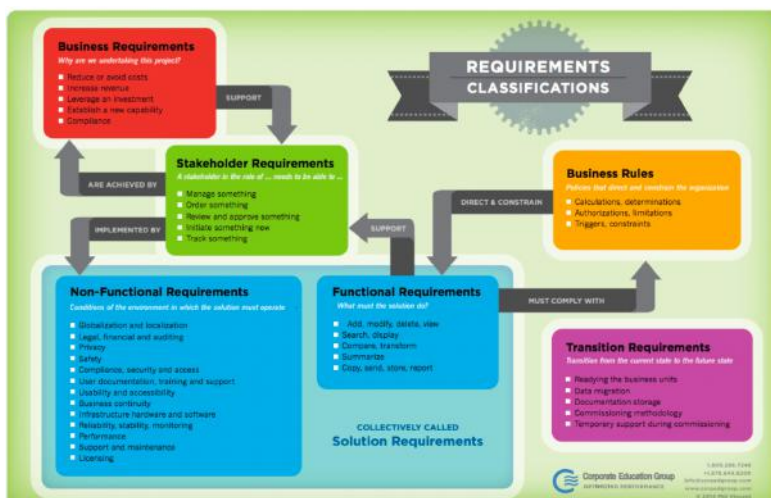 REQUIREMENTS
CLASSIFICATIONS
Business Requirements
Why are we undertaking this project?
Reduce or avoid costs
Increase revenue
Leverage an investment
Establish a new capability
Compliance
SUPPORT
Stakeholder Requirements
A stakeholder in the role of ... needs to be able to ...
Manage something
Order something
Review and approve something
Initiate something new
Track something
ARE ACHIEVED BY
IMPLEMENTED BY
SUPPORT
DIRECT & CONSTRAIN
Business Rules
Policies that direct and constrain the organization
Calculations, determinations
Authorizations, limitations
Triggers, constraints
Non-Functional Requirements
Conditions of the environment in which the solution must operate
Globalization and localization
Legal, financial and auditing
Privacy
Safety
Compliance, security and access
User documentation, training and support
Usability and accessibility
Business continuity
Infrastructure hardware and software
Reliability, stability, monitoring
Performance
Support and maintenance
Licensing
Functional Requirements
What must the solution do?
Add, modify, delete, view
Search, display
Compare, transform
Summarize
Copy, send, store, report
MUST COMPLY WITH
COLLECTIVELY CALLED
Solution Requirements
Transition Requirements
Transition from the current state to the future state
Readying the business units
Data migration
Documentation storage
Commissioning methodology
Temporary support during commissioning
Corporate Education Group